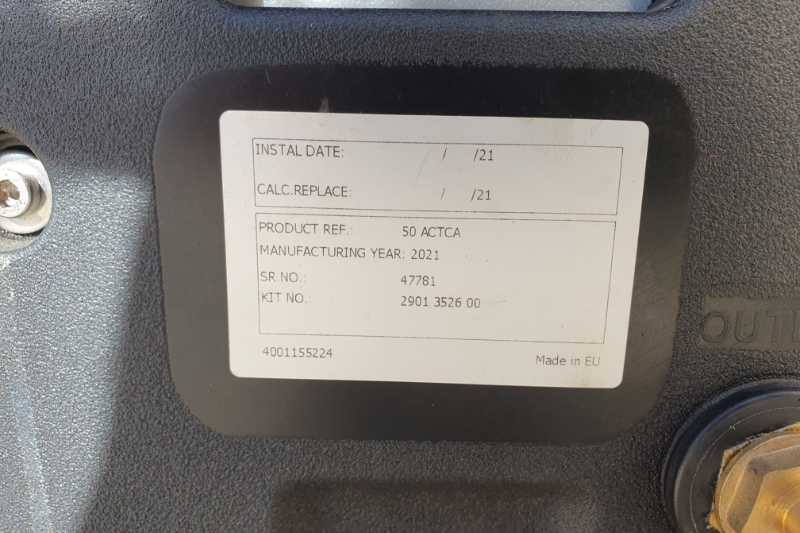 INSTAL DATE: / /21
CALC.REPLACE: / /21
PRODUCT REF.: 50 ACTCA
MANUFACTURING YEAR: 2021
SR.NO.: 47781
KIT NO.: 2901 3526 00
4001155224 Made in EU